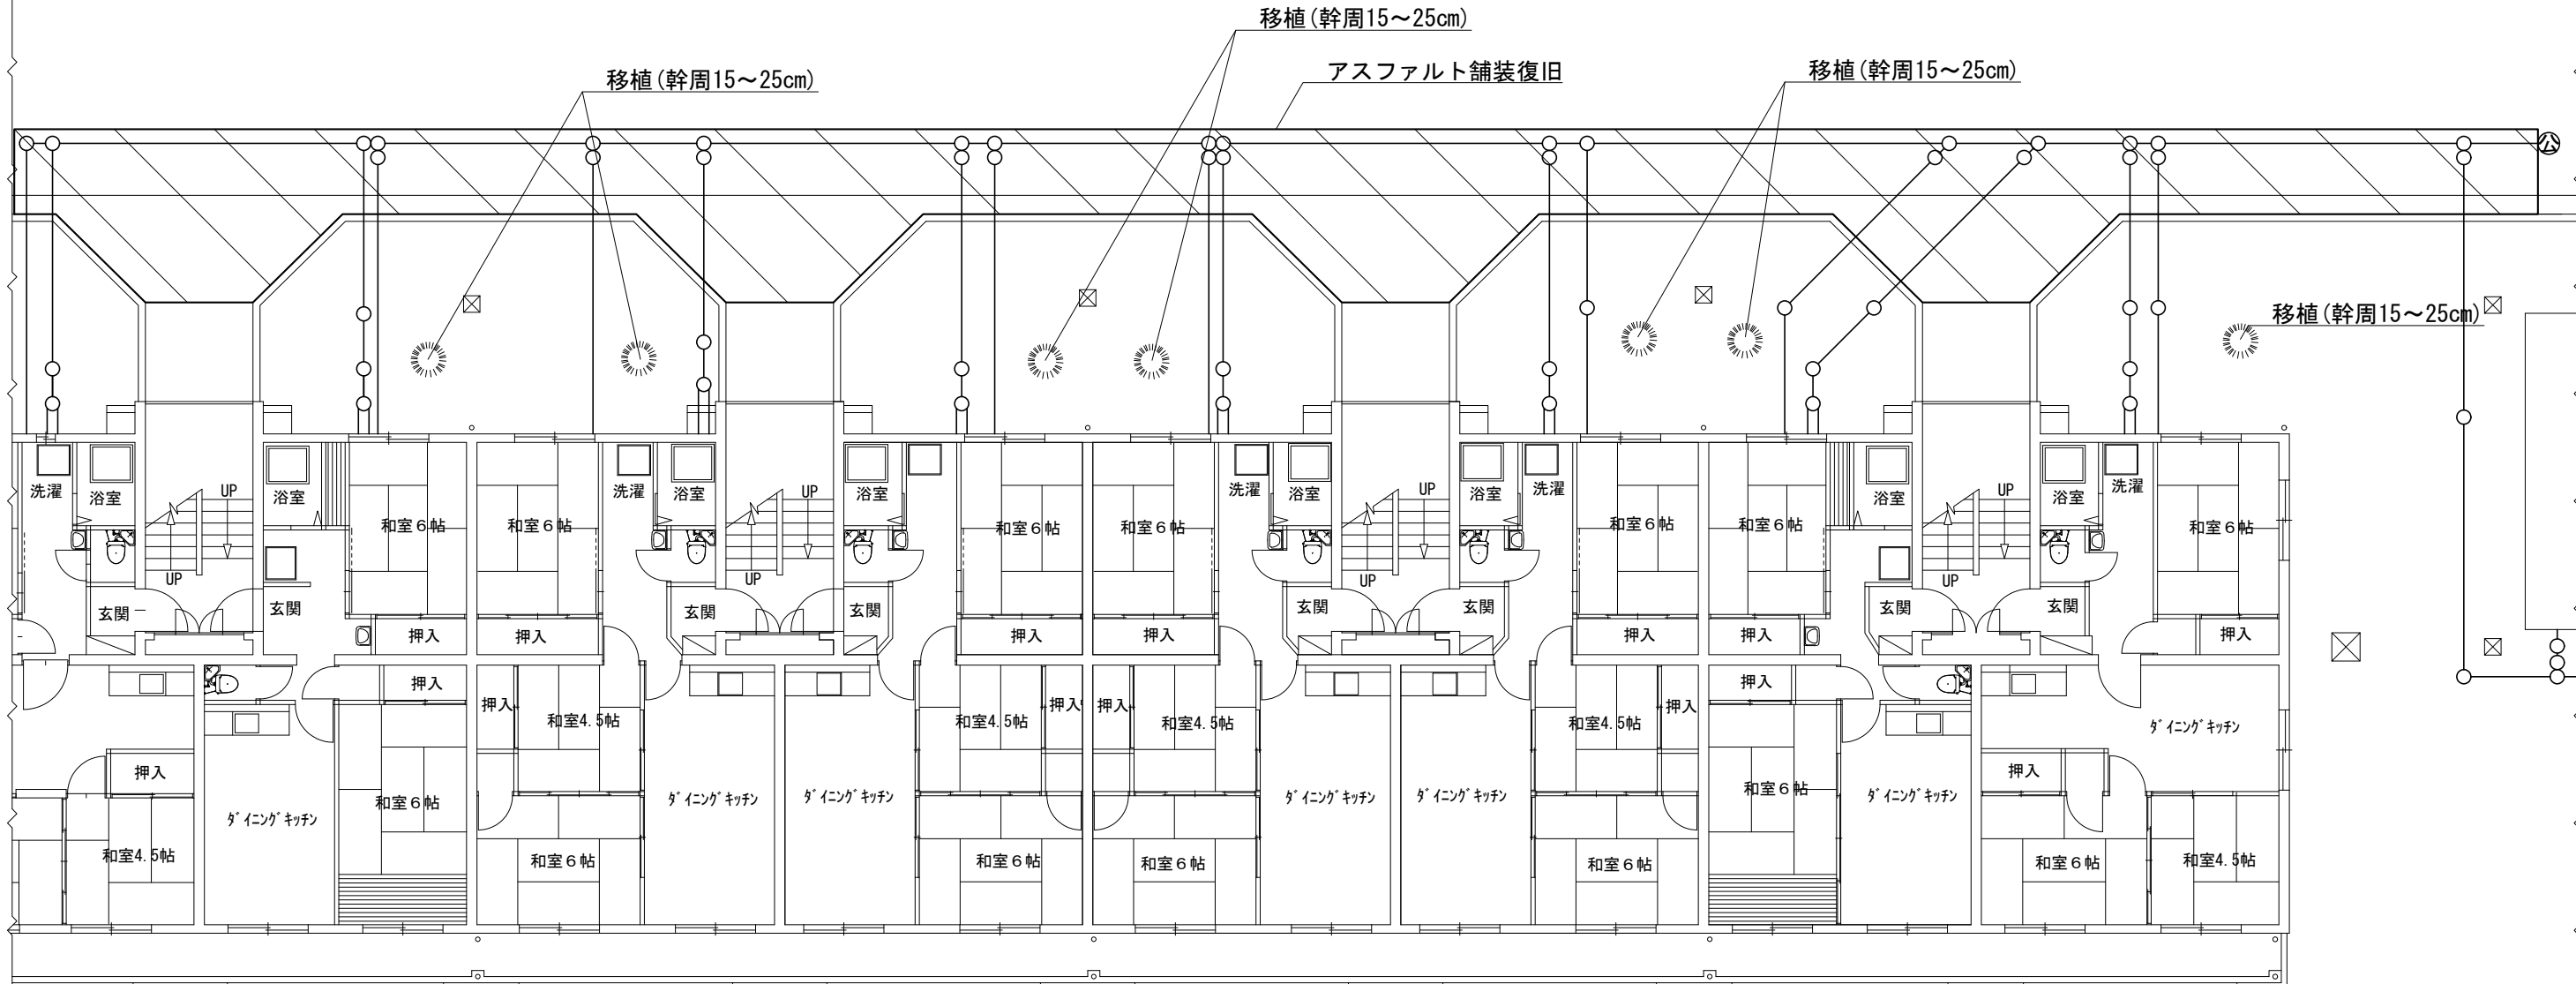 移植(幹周15～25cm)
アスファルト舗装復旧
移植(幹周15～25cm)
移植(幹周15～25cm)
公
移植(幹周15～25cm)
洗濯
浴室
UP
浴室
和室６帖
和室６帖
洗濯
浴室
UP
浴室
和室６帖
和室６帖
洗濯
浴室
UP
浴室
洗濯
和室６帖
和室６帖
浴室
UP
浴室
洗濯
和室６帖
UP
UP
UP
UP
玄関
玄関
玄関
玄関
玄関
玄関
玄関
玄関
押入
押入
押入
押入
押入
押入
押入
押入
押入
押入
押入
押入
押入
和室4.5帖
和室4.5帖
和室4.5帖
和室4.5帖
ﾀﾞｲﾆﾝｸﾞｷｯﾁﾝ
押入
押入
和室６帖
ﾀﾞｲﾆﾝｸﾞｷｯﾁﾝ
ﾀﾞｲﾆﾝｸﾞｷｯﾁﾝ
ﾀﾞｲﾆﾝｸﾞｷｯﾁﾝ
ﾀﾞｲﾆﾝｸﾞｷｯﾁﾝ
ﾀﾞｲﾆﾝｸﾞｷｯﾁﾝ
和室６帖
ﾀﾞｲﾆﾝｸﾞｷｯﾁﾝ
和室4.5帖
和室６帖
和室６帖
和室６帖
和室６帖
和室６帖
和室4.5帖